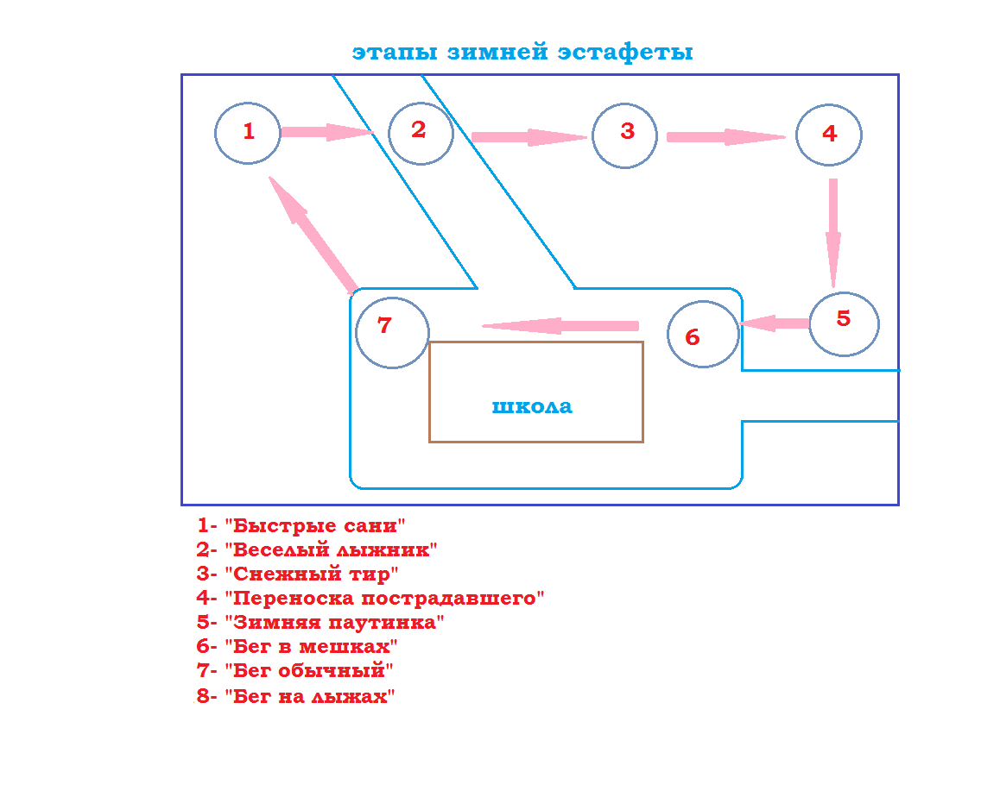 этапы зимней эстафеты
1
2
3
4
5
6
7
школа
1- "Быстрые сани"
2- "Веселый лыжник"
3- "Снежный тир"
4- "Переноска пострадавшего"
5- "Зимняя паутинка"
6- "Бег в мешках"
7- "Бег обычный"
8- "Бег на лыжах"